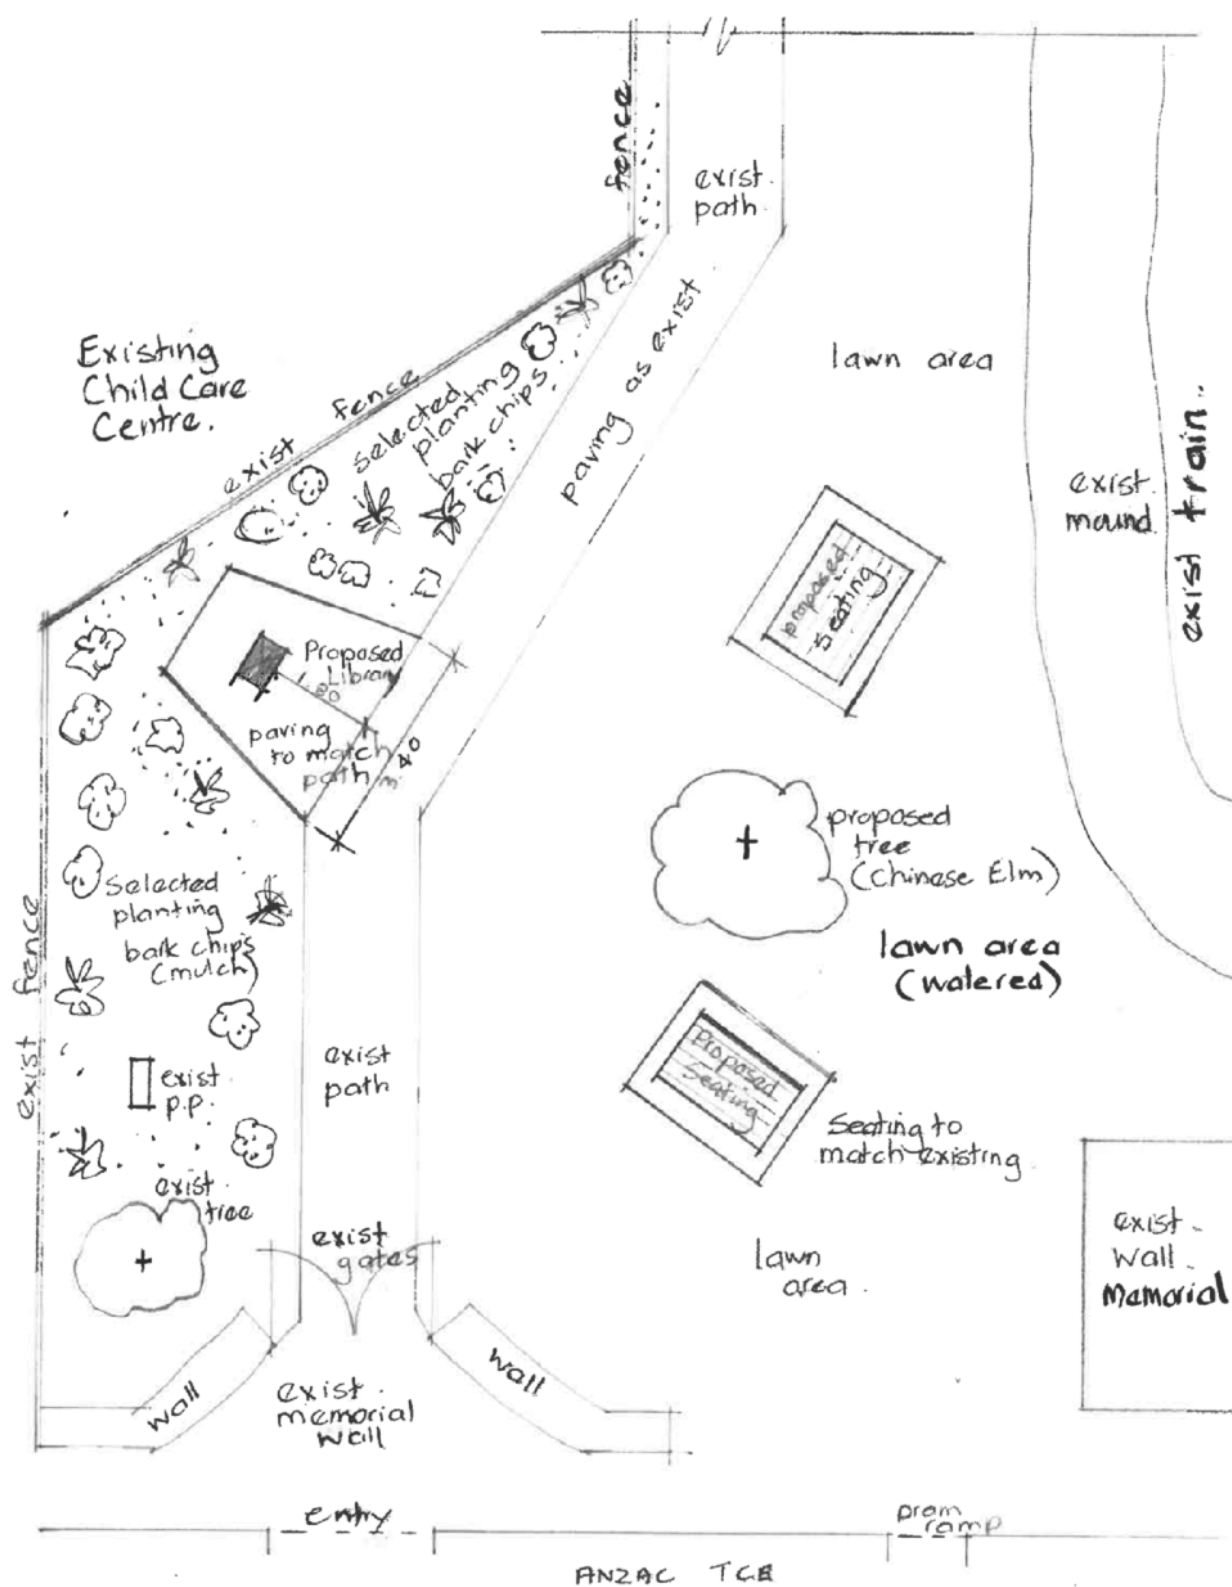 fence
exist.
path.
Existing
Child Care
Centre.
exist
fence
selected
planting
bark chips
paving as exist
lawn area
exist.
mound.
exist train..
proposed
seating
Proposed
Library
paving
to match
path
proposed
tree
(Chinese Elm)
lawn area
(watered)
Selected
planting
bark chips
(mulch)
exist fence
exist
p.p.
exist
path
Proposed
Seating
Seating to
match existing
exist.
tree
exist
gates
lawn
area.
exist.
wall.
Memorial
wall
exist.
memorial
wall
wall
entry
pram
ramp
ANZAC TCE